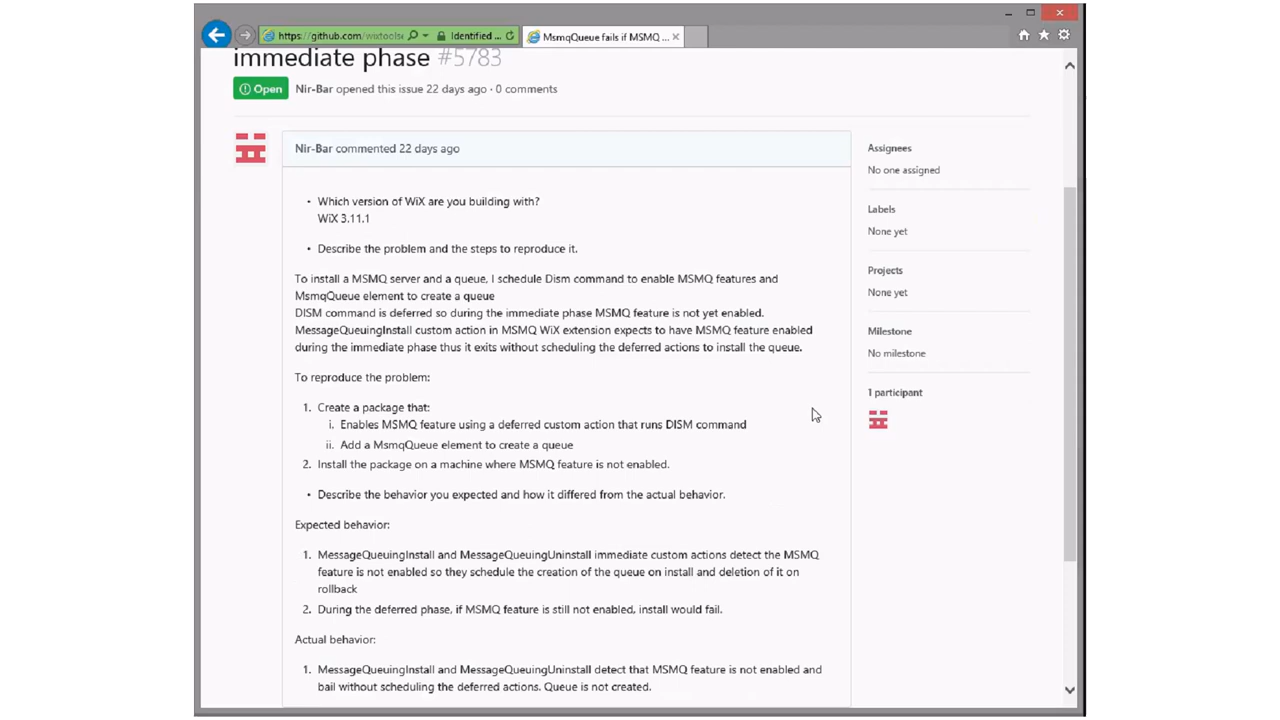 https://github.com/wixtools
Identified ...
MsmqQueue fails if MSMQ ...
immediate phase #5783
Open
Nir-Bar opened this issue 22 days ago · 0 comments
Nir-Bar commented 22 days ago
• Which version of WiX are you building with?
WiX 3.11.1
• Describe the problem and the steps to reproduce it.
To install a MSMQ server and a queue, I schedule Dism command to enable MSMQ features and
MsmqQueue element to create a queue
DISM command is deferred so during the immediate phase MSMQ feature is not yet enabled.
MessageQueuingInstall custom action in MSMQ WiX extension expects to have MSMQ feature enabled
during the immediate phase thus it exits without scheduling the deferred actions to install the queue.
To reproduce the problem:
1. Create a package that:
i. Enables MSMQ feature using a deferred custom action that runs DISM command
ii. Add a MsmqQueue element to create a queue
2. Install the package on a machine where MSMQ feature is not enabled.
• Describe the behavior you expected and how it differed from the actual behavior.
Expected behavior:
1. MessageQueuingInstall and MessageQueuingUninstall immediate custom actions detect the MSMQ
feature is not enabled so they schedule the creation of the queue on install and deletion of it on
rollback
2. During the deferred phase, if MSMQ feature is still not enabled, install would fail.
Actual behavior:
1. MessageQueuingInstall and MessageQueuingUninstall detect that MSMQ feature is not enabled and
bail without scheduling the deferred actions. Queue is not created.
Assignees
No one assigned
Labels
None yet
Projects
None yet
Milestone
No milestone
1 participant